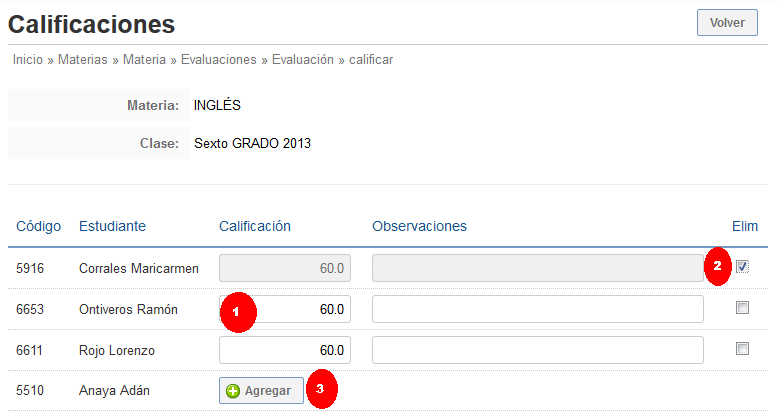 Calificaciones
Volver
Inicio » Materias » Materia » Evaluaciones » Evaluación » calificar
Materia: INGLÉS
Clase: Sexto GRADO 2013
Código Estudiante Calificación Observaciones Elim
5916 Corrales Maricarmen 60.0 2
6653 Ontiveros Ramón 1 60.0
6611 Rojo Lorenzo 60.0
5510 Anaya Adán Agregar 3